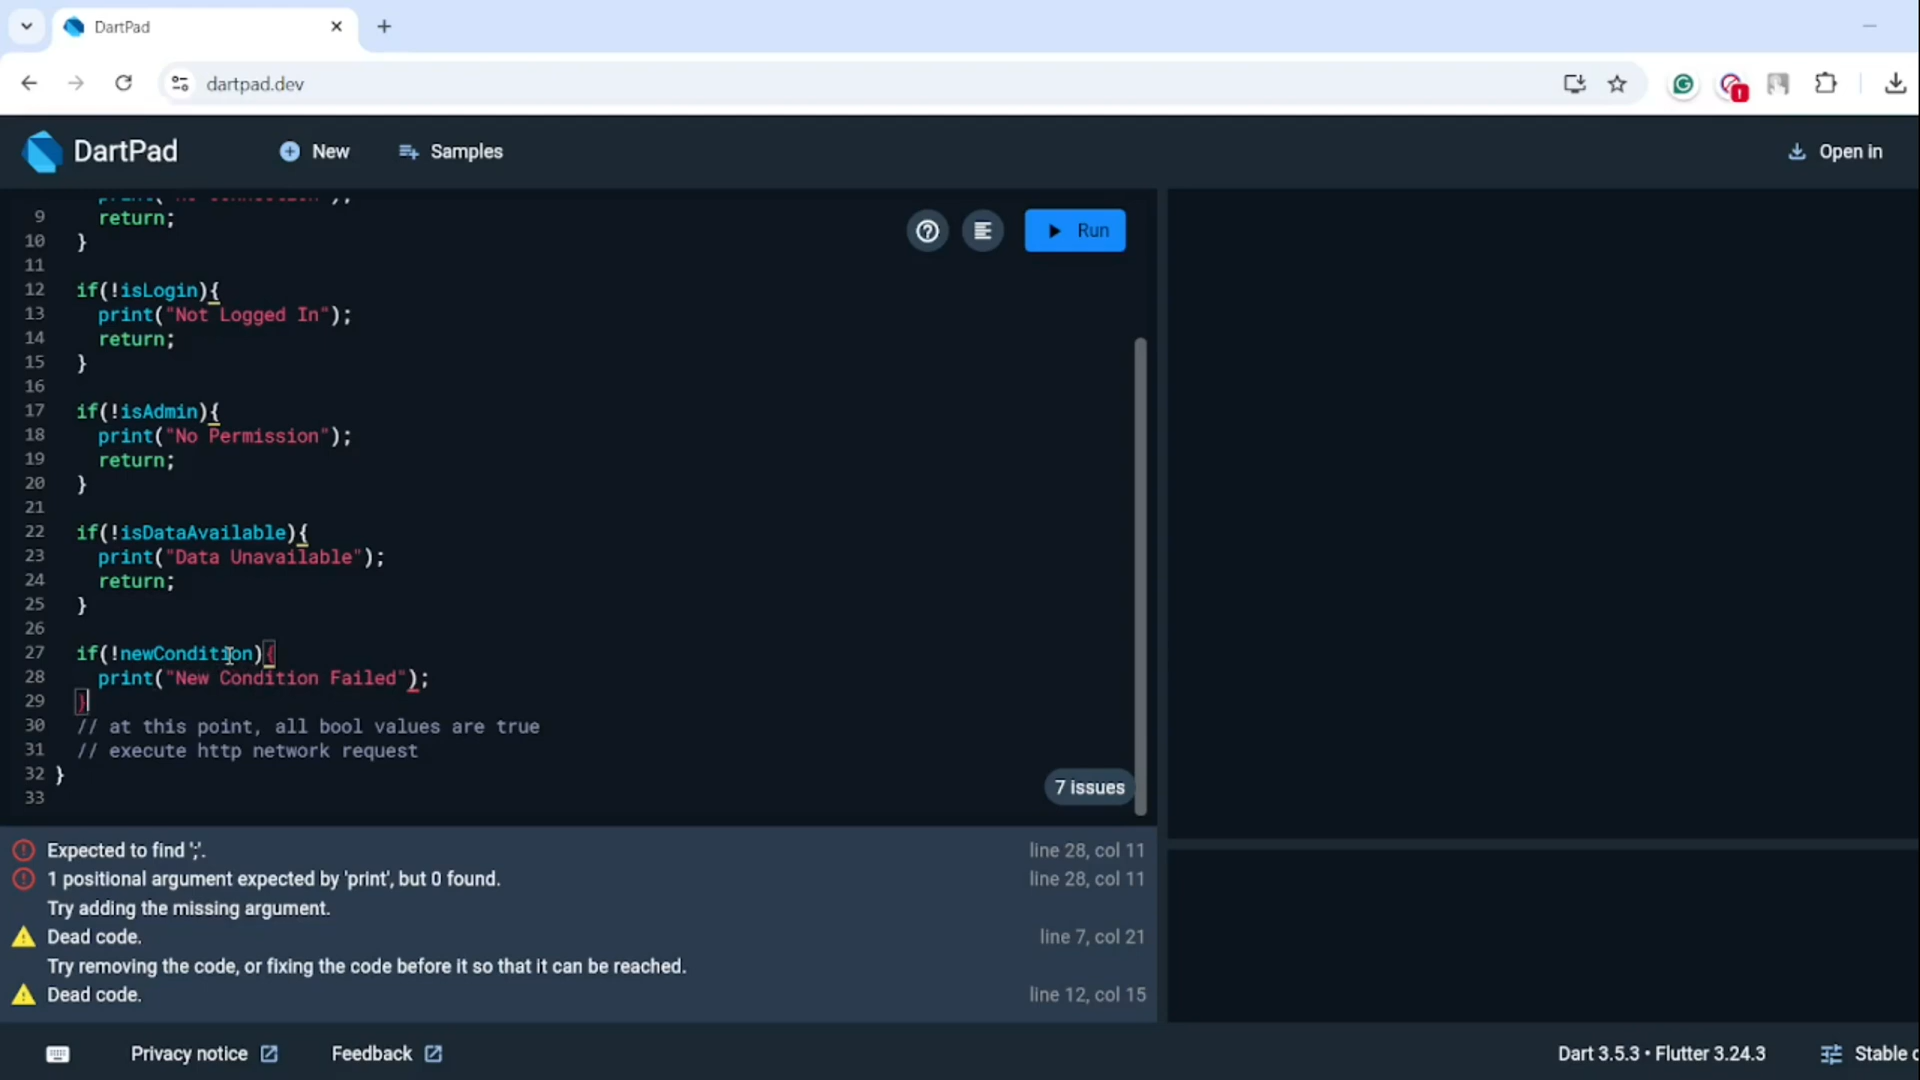 DartPad
dartpad.dev
DartPad
New
Samples
Open in
9 return;
10 }
11
12 if(!isLogin){
13 print("Not Logged In");
14 return;
15 }
16
17 if(!isAdmin){
18 print("No Permission");
19 return;
20 }
21
22 if(!isDataAvailable){
23 print("Data Unavailable");
24 return;
25 }
26
27 if(!newCondition){
28 print("New Condition Failed");
29 }
30 // at this point, all bool values are true
31 // execute http network request
32 }
33
Run
7 issues
Expected to find ';'. line 28, col 11
1 positional argument expected by 'print', but 0 found. line 28, col 11
Try adding the missing argument.
Dead code. line 7, col 21
Try removing the code, or fixing the code before it so that it can be reached.
Dead code. line 12, col 15
Privacy notice
Feedback
Dart 3.5.3 • Flutter 3.24.3
Stable